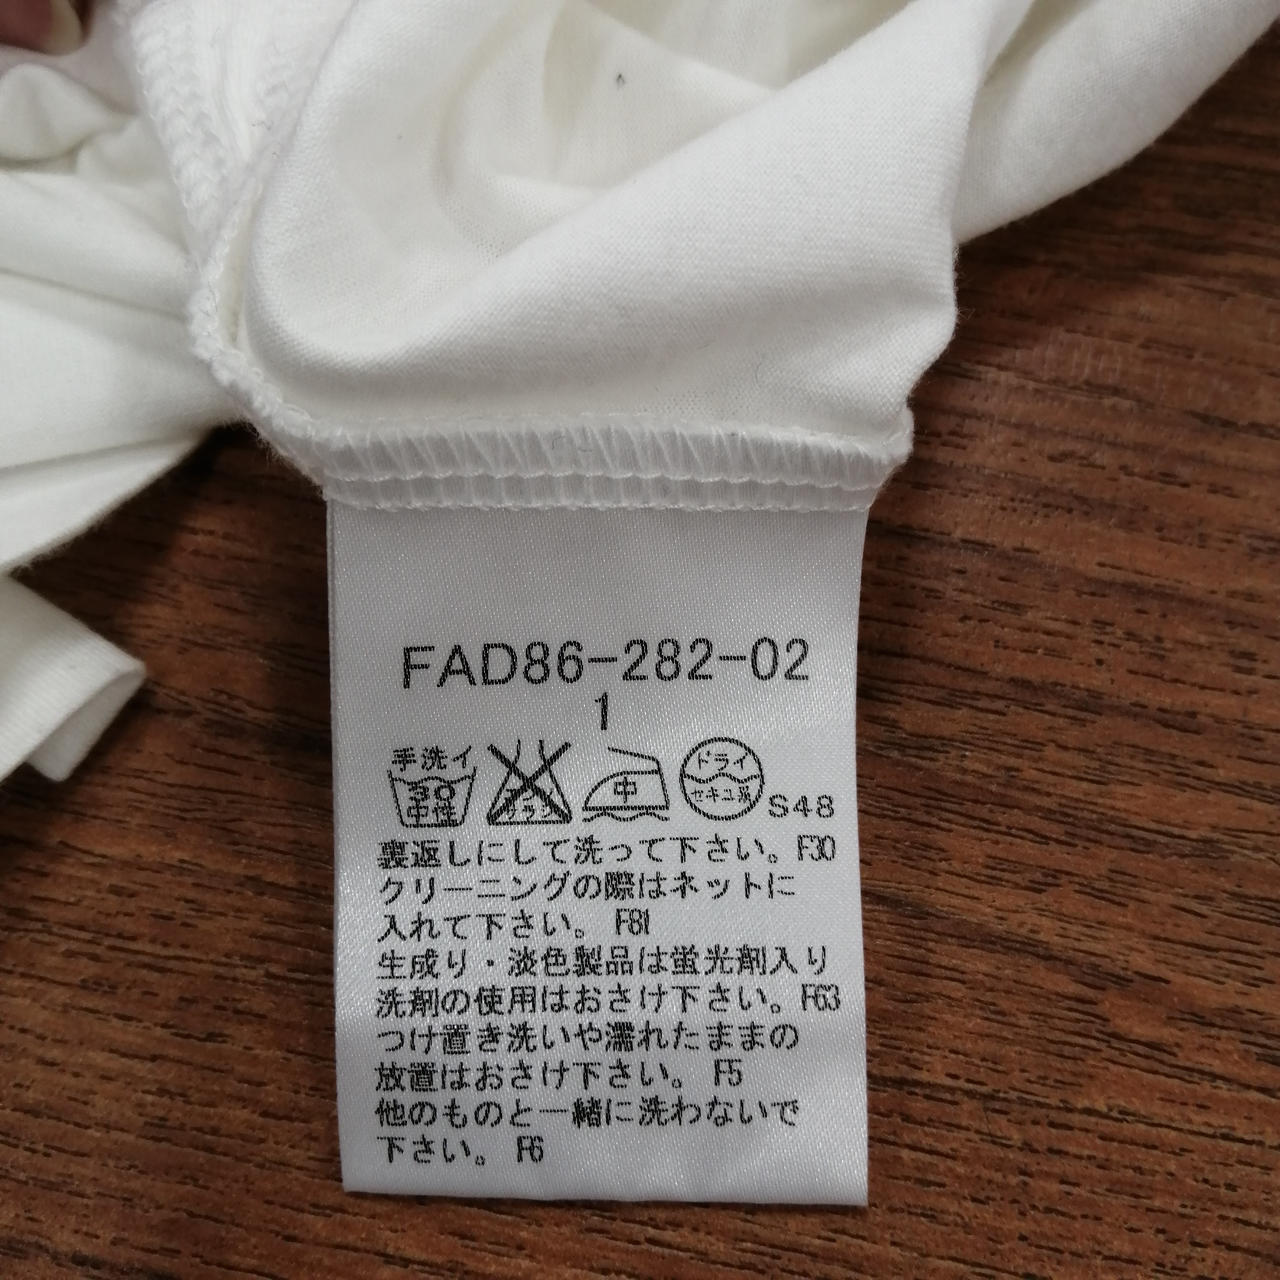 FAD86-282-02
1
手洗イ
30
中性
エンソ
サラシ
中
ドライ
セキユ系
S48
裏返しにして洗って下さい。F30
クリーニングの際はネットに
入れて下さい。 F81
生成り・淡色製品は蛍光剤入り
洗剤の使用はおさけ下さい。F63
つけ置き洗いや濡れたままの
放置はおさけ下さい。 F5
他のものと一緒に洗わないで
下さい。 F6